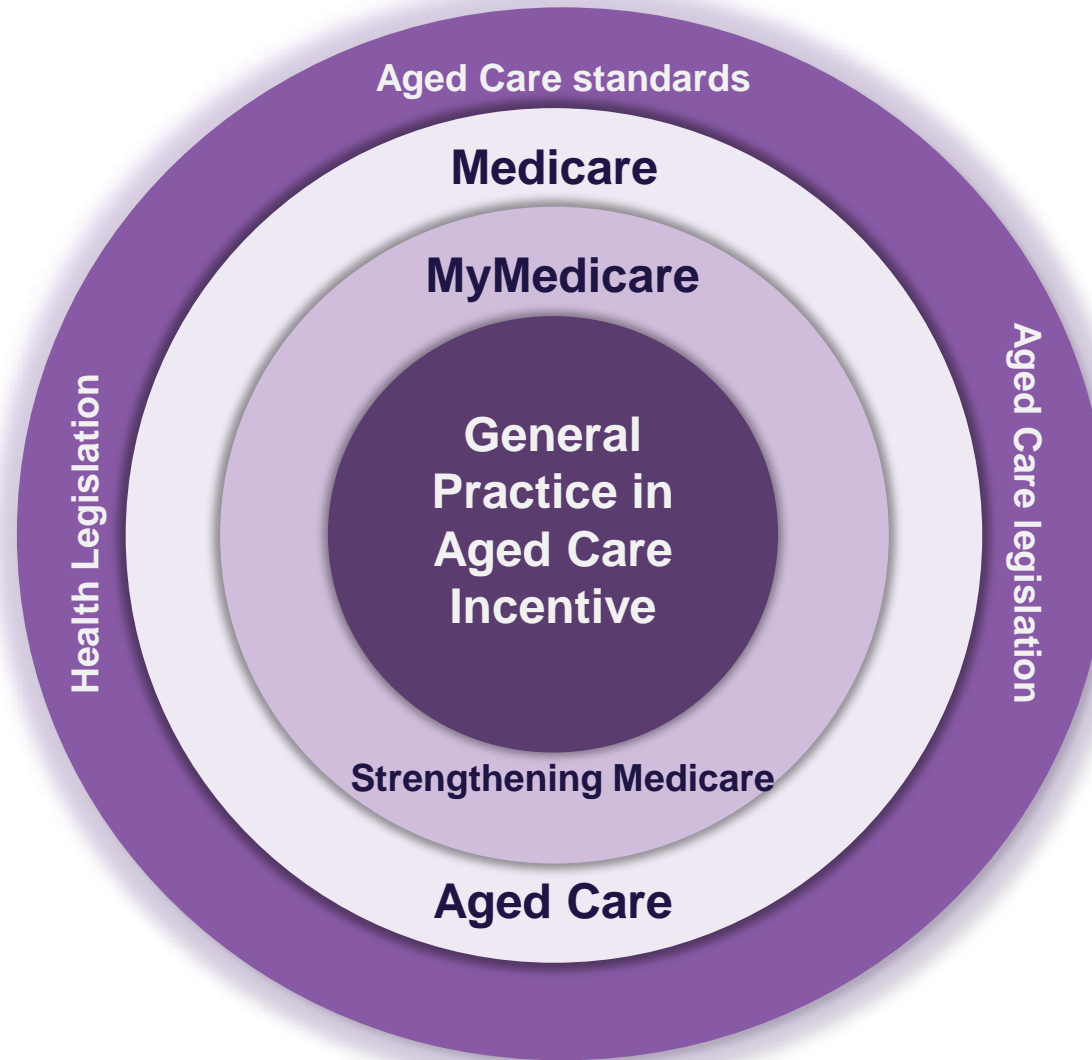 Aged Care standards
Medicare
MyMedicare
Health Legislation
Aged Care legislation
General
Practice in
Aged Care
Incentive
Strengthening Medicare
Aged Care